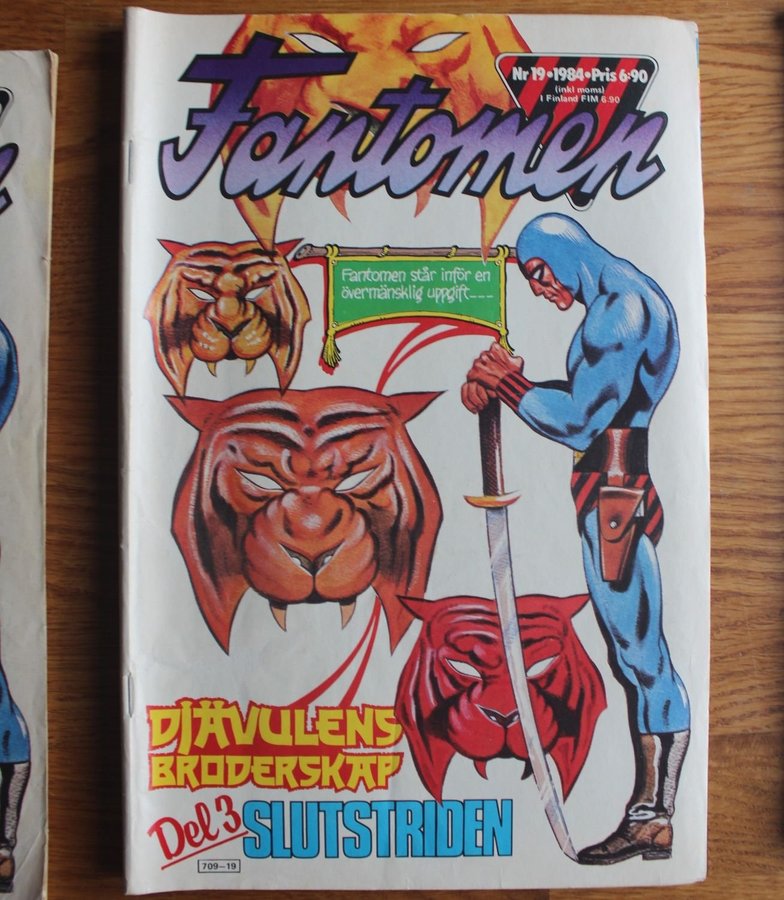 Fantomen
Nr 19•1984•Pris 6:90
(inkl moms)
I Finland FIM 6.90
Fantomen står inför en
övermänsklig uppgift---
DJÄVULENS
BRODERSKAP
Del 3 SLUTSTRIDEN
709-19